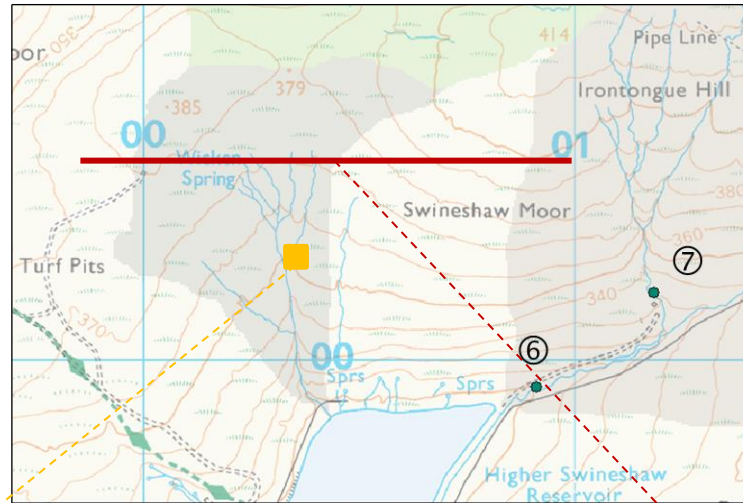 350
oor
Pipe Line
414
379
385
Irontongue Hill
00
01
Wicken
Spring
380
Swineshaw Moor
360
⑦
Turf Pits
340
370
⑥
00
Sprs
Sprs
Higher Swineshaw
Reservoir